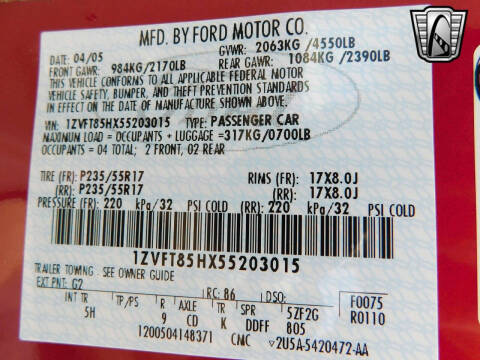 MFD. BY FORD MOTOR CO.
DATE: 04/05 GVWR: 2063KG /4550LB
FRONT GAWR: 984KG/2170LB REAR GAWR: 1084KG /2390LB
THIS VEHICLE CONFORMS TO ALL APPLICABLE FEDERAL MOTOR
VEHICLE SAFETY, BUMPER, AND THEFT PREVENTION STANDARDS
IN EFFECT ON THE DATE OF MANUFACTURE SHOWN ABOVE.
VIN: 1ZVFT85HX55203015 TYPE: PASSENGER CAR
MAXIMUM LOAD = OCCUPANTS + LUGGAGE =317KG/0700LB
OCCUPANTS = 04 TOTAL; 2 FRONT, 02 REAR
TIRE (FR): P235/55R17 RIMS (FR): 17X8.0J
(RR): P235/55R17 (RR): 17X8.0J
PRESSURE (FR): 220 kPa/32 PSI COLD (RR): 220 kPa/32 PSI COLD
1ZVFT85HX55203015
TRAILER TOWING - SEE OWNER GUIDE
EXT PNT: G2 RC: 86 DSO: F0075
INT TR TP/PS R AXLE TR SPR 5ZF2G R0110
5H 9 CD K DDFF 805
1200504148371 CMC 2U5A-5420472-AA